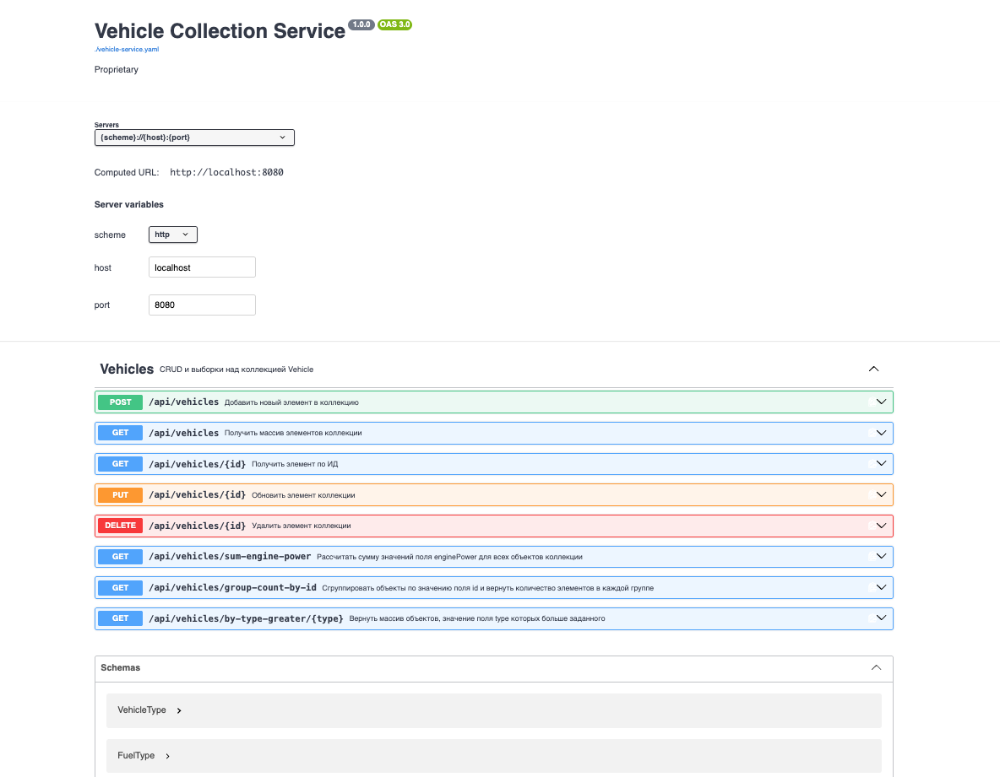 Vehicle Collection Service 1.0.0 OAS 3.0
./vehicle-service.yaml
Proprietary
Servers
{scheme}://{host}:{port}
Computed URL: http://localhost:8080
Server variables
scheme http
host localhost
port 8080
Vehicles CRUD и выборки над коллекцией Vehicle
POST /api/vehicles Добавить новый элемент в коллекцию
GET /api/vehicles Получить массив элементов коллекции
GET /api/vehicles/{id} Получить элемент по ИД
PUT /api/vehicles/{id} Обновить элемент коллекции
DELETE /api/vehicles/{id} Удалить элемент коллекции
GET /api/vehicles/sum-engine-power Рассчитать сумму значений поля enginePower для всех объектов коллекции
GET /api/vehicles/group-count-by-id Сгруппировать объекты по значению поля id и вернуть количество элементов в каждой группе
GET /api/vehicles/by-type-greater/{type} Вернуть массив объектов, значение поля type которых больше заданного
Schemas
VehicleType
FuelType